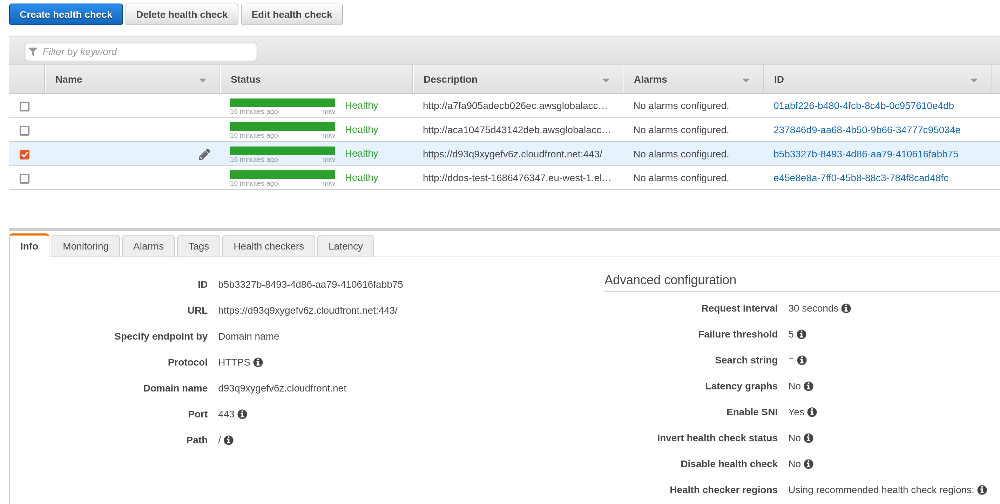 Create health check Delete health check Edit health check
Filter by keyword
Name Status Description Alarms ID
Healthy http://a7fa905adecb026ec.awsglobalacc… No alarms configured. 01abf226-b480-4fcb-8c4b-0c957610e4db
16 minutes ago now
Healthy http://aca10475d43142deb.awsglobalacc… No alarms configured. 237846d9-aa68-4b50-9b66-34777c95034e
16 minutes ago now
Healthy https://d93q9xygefv6z.cloudfront.net:443/ No alarms configured. b5b3327b-8493-4d86-aa79-410616fabb75
16 minutes ago now
Healthy http://ddos-test-1686476347.eu-west-1.el… No alarms configured. e45e8e8a-7ff0-45b8-88c3-784f8cad48fc
16 minutes ago now
Info Monitoring Alarms Tags Health checkers Latency
ID b5b3327b-8493-4d86-aa79-410616fabb75
URL https://d93q9xygefv6z.cloudfront.net:443/
Specify endpoint by Domain name
Protocol HTTPS
Domain name d93q9xygefv6z.cloudfront.net
Port 443
Path /
Advanced configuration
Request interval 30 seconds
Failure threshold 5
Search string –
Latency graphs No
Enable SNI Yes
Invert health check status No
Disable health check No
Health checker regions Using recommended health check regions: